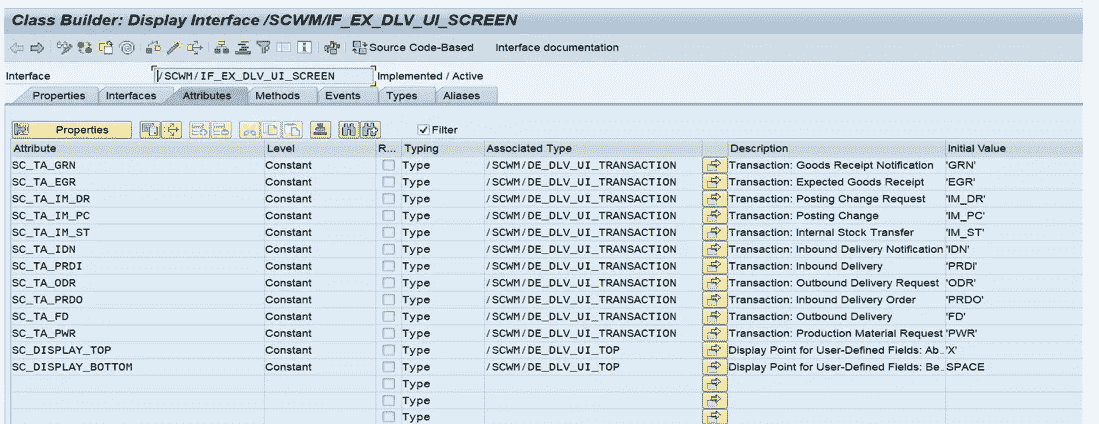 Class Builder: Display Interface /SCWM/IF_EX_DLV_UI_SCREEN
Source Code-Based Interface documentation
Interface /SCWM/IF_EX_DLV_UI_SCREEN Implemented / Active
Properties Interfaces Attributes Methods Events Types Aliases
Properties Filter
Attribute Level R... Typing Associated Type Description Initial Value
SC_TA_GRN Constant Type /SCWM/DE_DLV_UI_TRANSACTION Transaction: Goods Receipt Notification 'GRN'
SC_TA_EGR Constant Type /SCWM/DE_DLV_UI_TRANSACTION Transaction: Expected Goods Receipt 'EGR'
SC_TA_IM_DR Constant Type /SCWM/DE_DLV_UI_TRANSACTION Transaction: Posting Change Request 'IM_DR'
SC_TA_IM_PC Constant Type /SCWM/DE_DLV_UI_TRANSACTION Transaction: Posting Change 'IM_PC'
SC_TA_IM_ST Constant Type /SCWM/DE_DLV_UI_TRANSACTION Transaction: Internal Stock Transfer 'IM_ST'
SC_TA_IDN Constant Type /SCWM/DE_DLV_UI_TRANSACTION Transaction: Inbound Delivery Notification 'IDN'
SC_TA_PRDI Constant Type /SCWM/DE_DLV_UI_TRANSACTION Transaction: Inbound Delivery 'PRDI'
SC_TA_ODR Constant Type /SCWM/DE_DLV_UI_TRANSACTION Transaction: Outbound Delivery Request 'ODR'
SC_TA_PRDO Constant Type /SCWM/DE_DLV_UI_TRANSACTION Transaction: Inbound Delivery Order 'PRDO'
SC_TA_FD Constant Type /SCWM/DE_DLV_UI_TRANSACTION Transaction: Outbound Delivery 'FD'
SC_TA_PWR Constant Type /SCWM/DE_DLV_UI_TRANSACTION Transaction: Production Material Request 'PWR'
SC_DISPLAY_TOP Constant Type /SCWM/DE_DLV_UI_TOP Display Point for User-Defined Fields: Ab… 'X'
SC_DISPLAY_BOTTOM Constant Type /SCWM/DE_DLV_UI_TOP Display Point for User-Defined Fields: Be… SPACE
Type
Type
Type